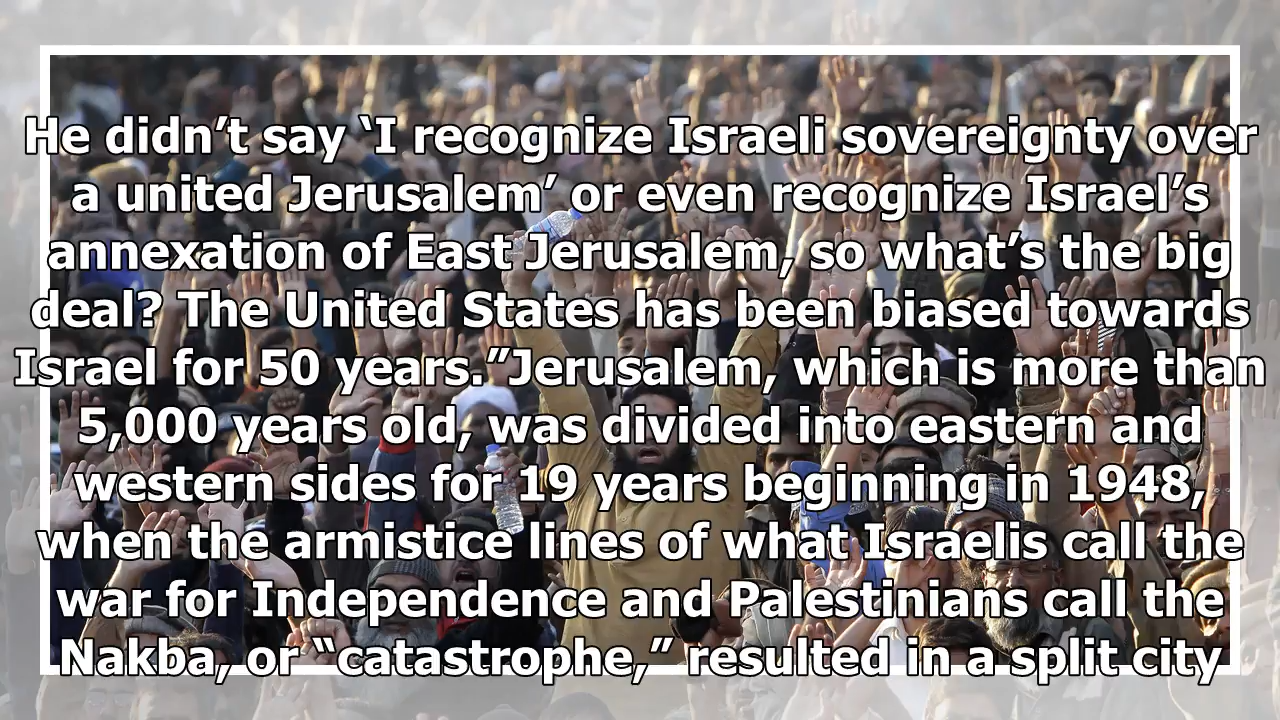 He didn’t say ‘I recognize Israeli sovereignty over
a united Jerusalem’ or even recognize Israel’s
annexation of East Jerusalem, so what’s the big
deal? The United States has been biased towards
Israel for 50 years.”Jerusalem, which is more than
5,000 years old, was divided into eastern and
western sides for 19 years beginning in 1948,
when the armistice lines of what Israelis call the
war for Independence and Palestinians call the
Nakba, or “catastrophe,” resulted in a split city